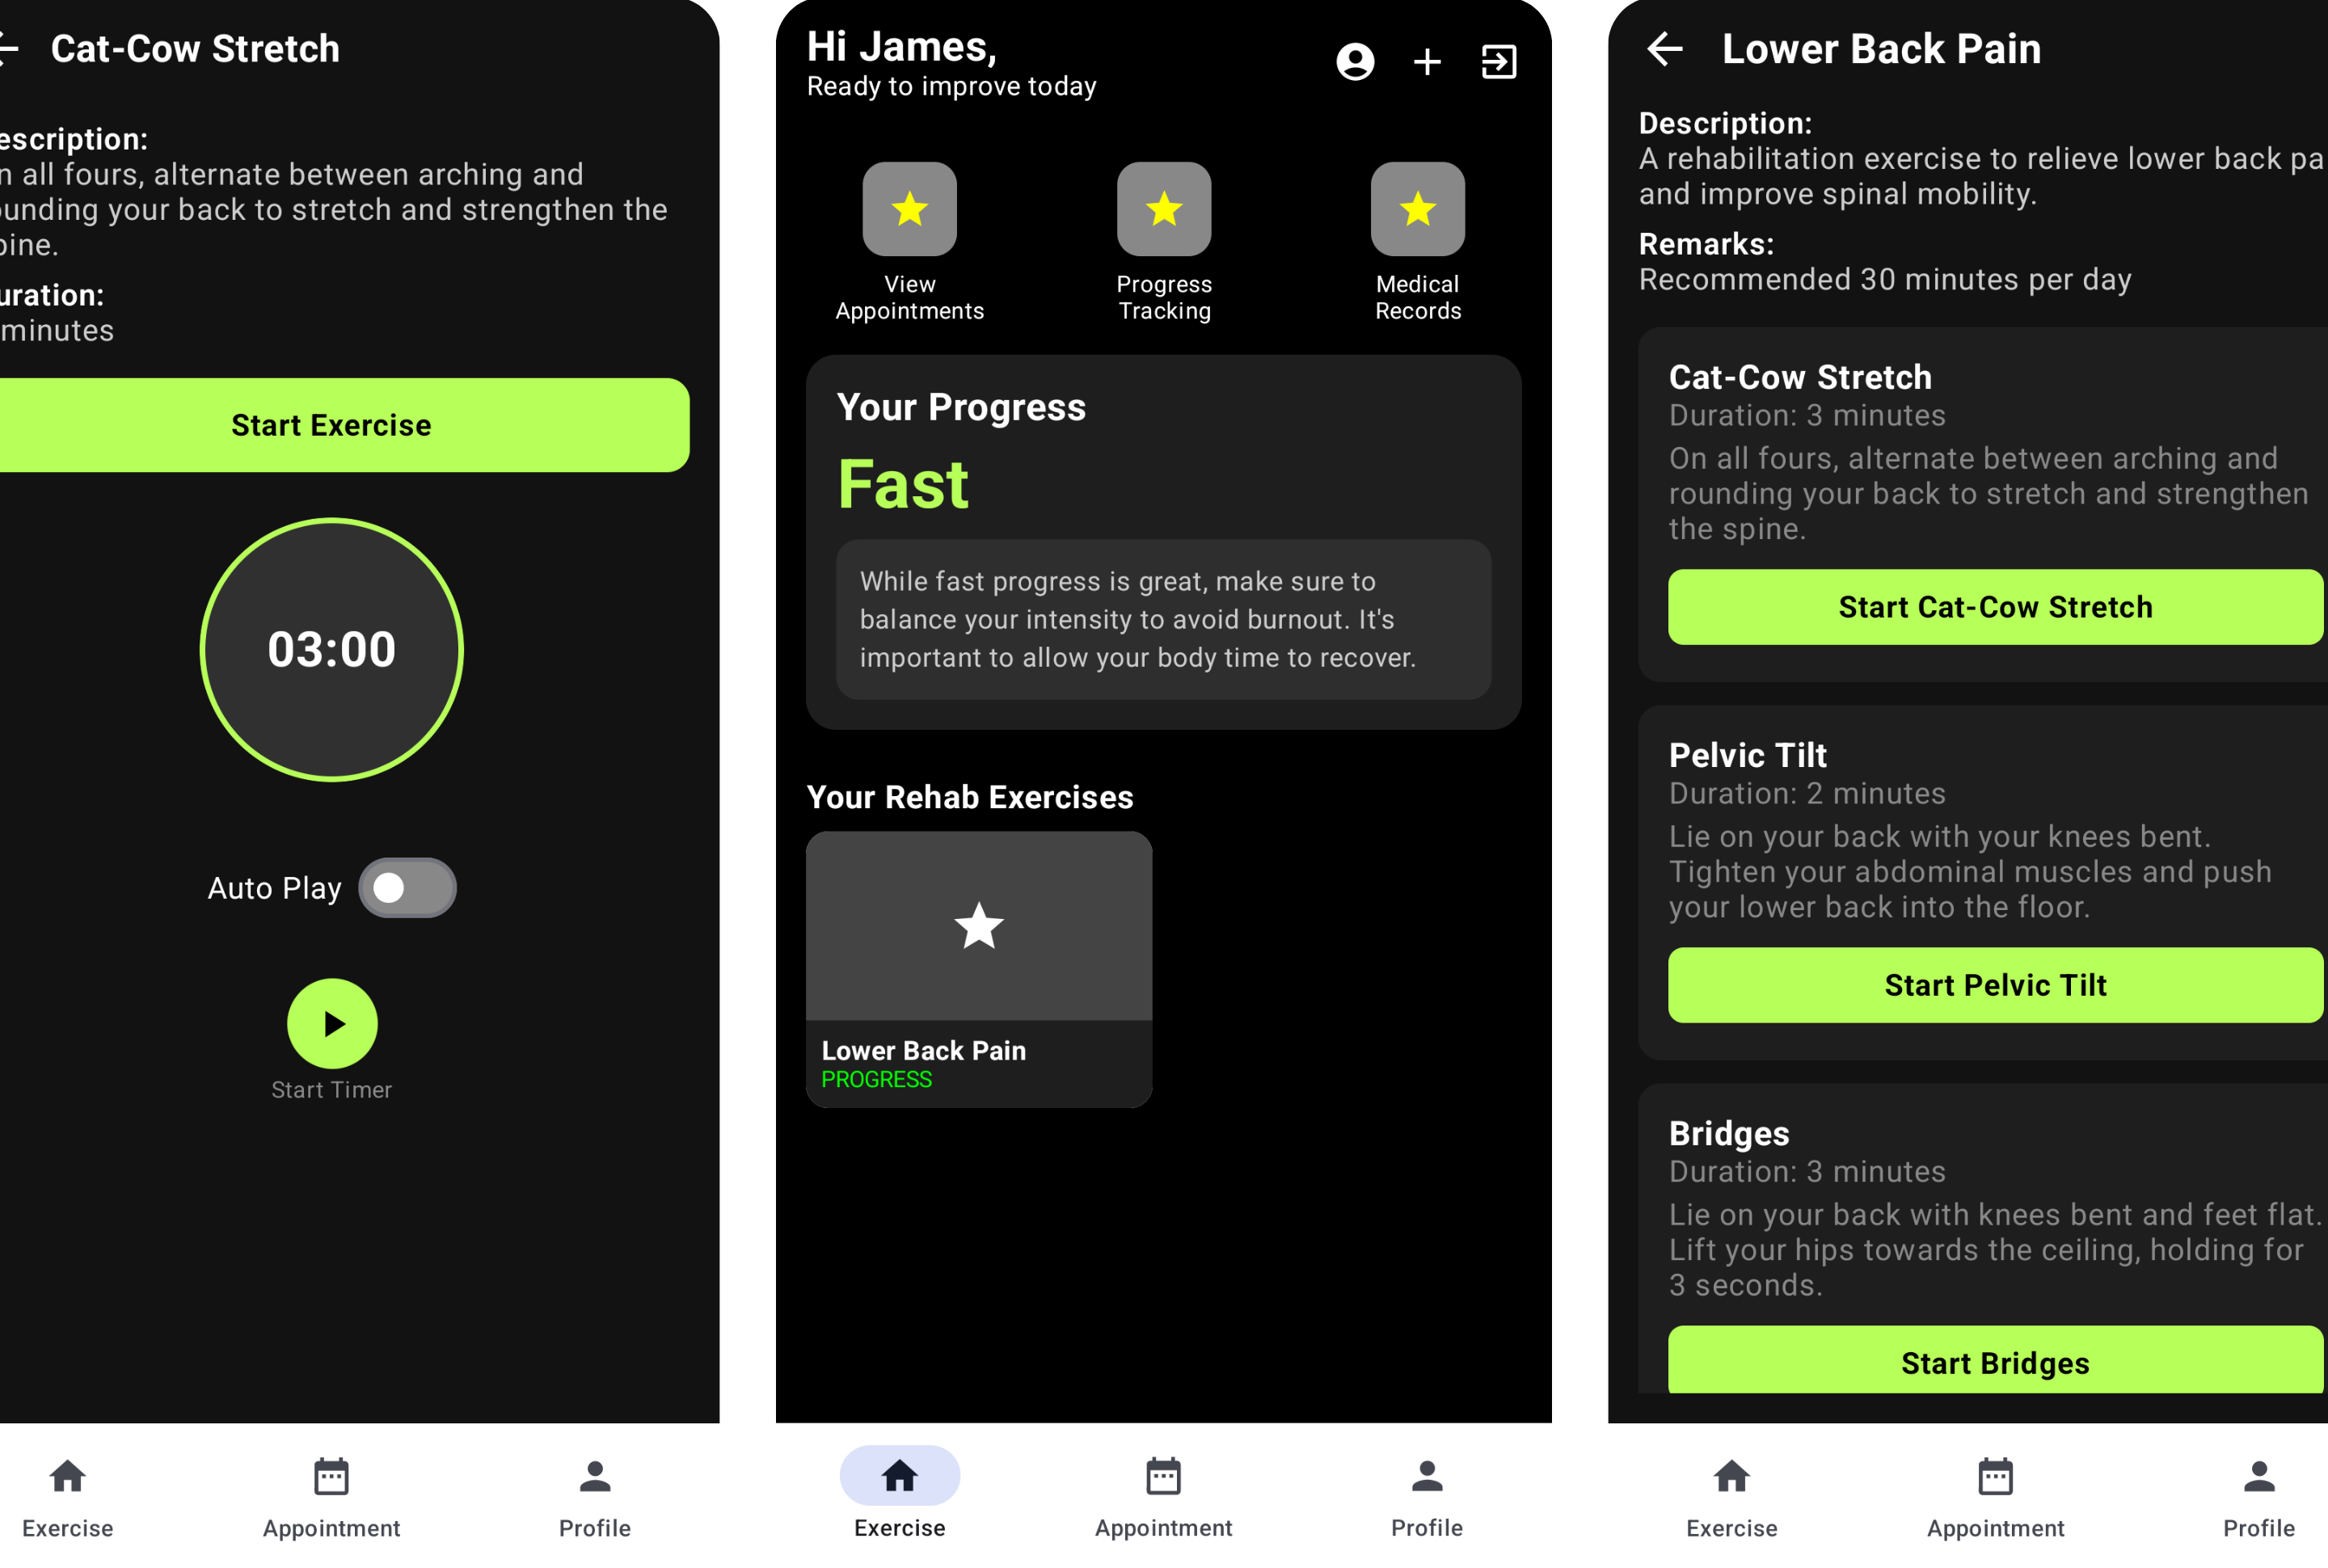 Cat-Cow Stretch
escription:
n all fours, alternate between arching and
ounding your back to stretch and strengthen the
pine.
uration:
minutes
Start Exercise
03:00
Auto Play
Start Timer
Exercise
Appointment
Profile
Hi James,
Ready to improve today
View
Appointments
Progress
Tracking
Medical
Records
Your Progress
Fast
While fast progress is great, make sure to
balance your intensity to avoid burnout. It's
important to allow your body time to recover.
Your Rehab Exercises
Lower Back Pain
PROGRESS
Exercise
Appointment
Profile
Lower Back Pain
Description:
A rehabilitation exercise to relieve lower back pa
and improve spinal mobility.
Remarks:
Recommended 30 minutes per day
Cat-Cow Stretch
Duration: 3 minutes
On all fours, alternate between arching and
rounding your back to stretch and strengthen
the spine.
Start Cat-Cow Stretch
Pelvic Tilt
Duration: 2 minutes
Lie on your back with your knees bent.
Tighten your abdominal muscles and push
your lower back into the floor.
Start Pelvic Tilt
Bridges
Duration: 3 minutes
Lie on your back with knees bent and feet flat.
Lift your hips towards the ceiling, holding for
3 seconds.
Start Bridges
Exercise
Appointment
Profile